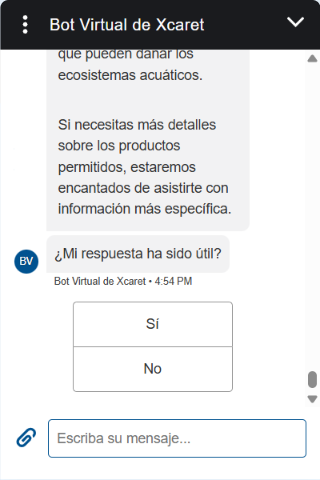 Bot Virtual de Xcaret
que pueden dañar los
ecosistemas acuáticos.
Si necesitas más detalles
sobre los productos
permitidos, estaremos
encantados de asistirte con
información más específica.
¿Mi respuesta ha sido útil?
BV
Bot Virtual de Xcaret • 4:54 PM
Sí
No
Escriba su mensaje...